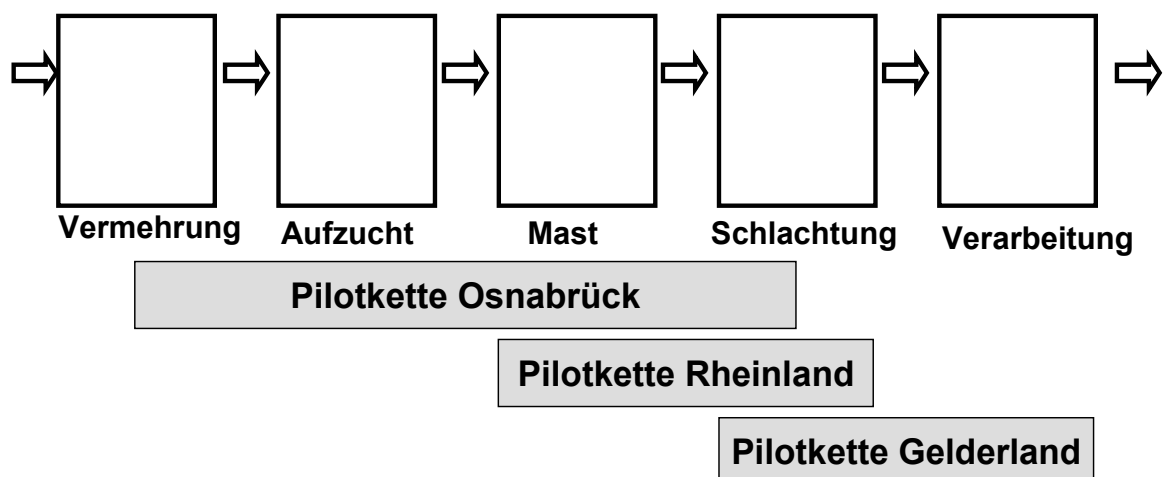 Vermehrung
Aufzucht
Mast
Schlachtung
Verarbeitung
Pilotkette Osnabrück
Pilotkette Rheinland
Pilotkette Gelderland